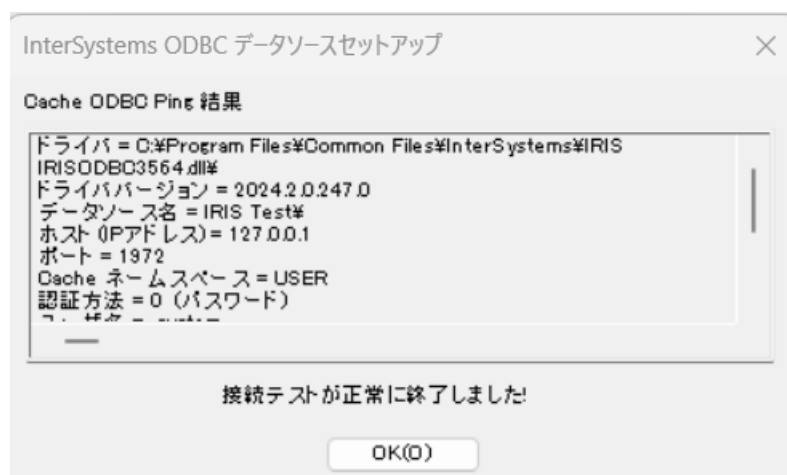 InterSystems ODBC データソースセットアップ
Cache ODBC Ping 結果
ドライバ = C:¥Program Files¥Common Files¥InterSystems¥IRIS
IRISODBC3564.dll¥
ドライババージョン = 2024.2.0.247.0
データソース名 = IRIS Test¥
ホスト (IPアドレス) = 127.0.0.1
ポート = 1972
Cache ネームスペース = USER
認証方法 = 0 (パスワード)
接続テストが正常に終了しました!
OK(O)